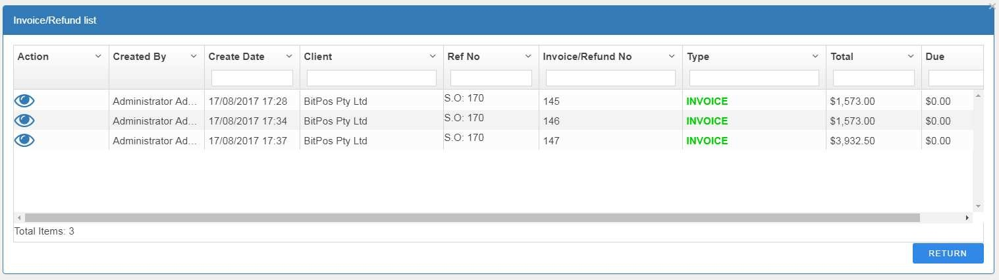 Invoice/Refund list
Action Created By Create Date Client Ref No Invoice/Refund No Type Total Due
Administrator Ad... 17/08/2017 17:28 BitPos Pty Ltd S.O: 170 145 INVOICE $1,573.00 $0.00
Administrator Ad... 17/08/2017 17:34 BitPos Pty Ltd S.O: 170 146 INVOICE $1,573.00 $0.00
Administrator Ad... 17/08/2017 17:37 BitPos Pty Ltd S.O: 170 147 INVOICE $3,932.50 $0.00
Total Items: 3
RETURN